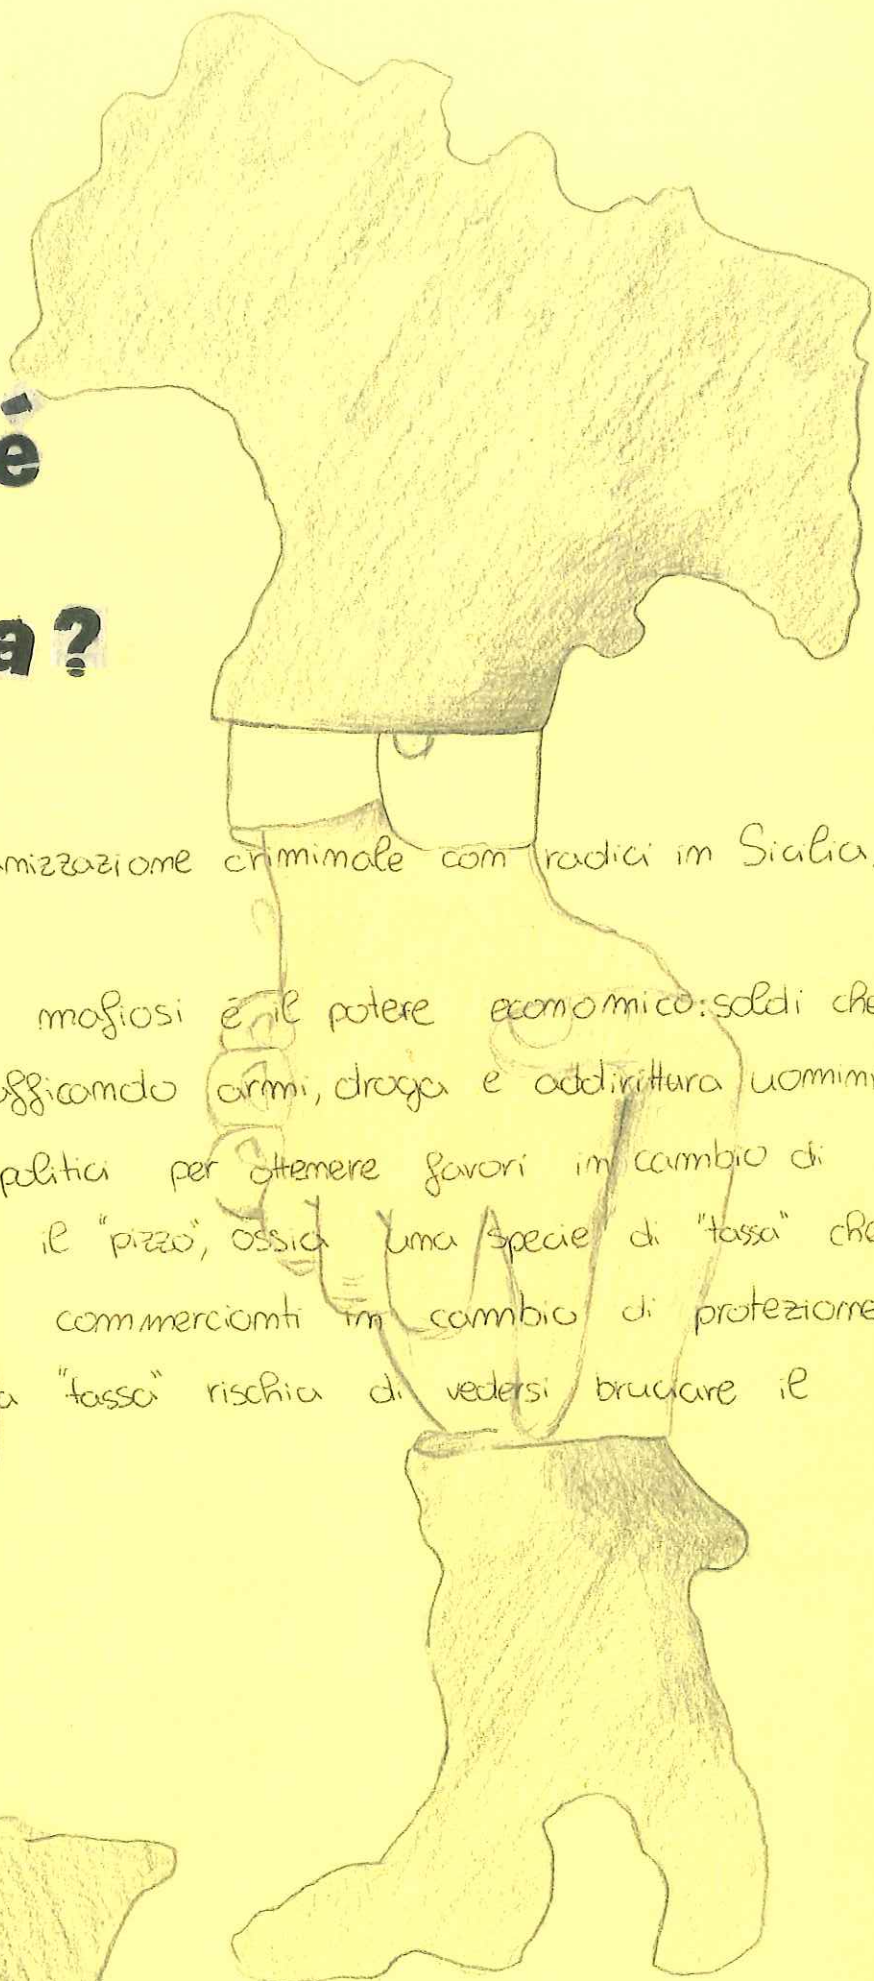 è
a?
nizzazione criminale con radici in Sicilia,
mafiosi è il potere economico: soldi che
afficando armi, droga e addirittura uomini
politici per ottenere favori in cambio di
il "pizzo", ossia una specie di "tassa" che
commercianti in cambio di protezione
a "tassa" rischia di vedersi bruciare il